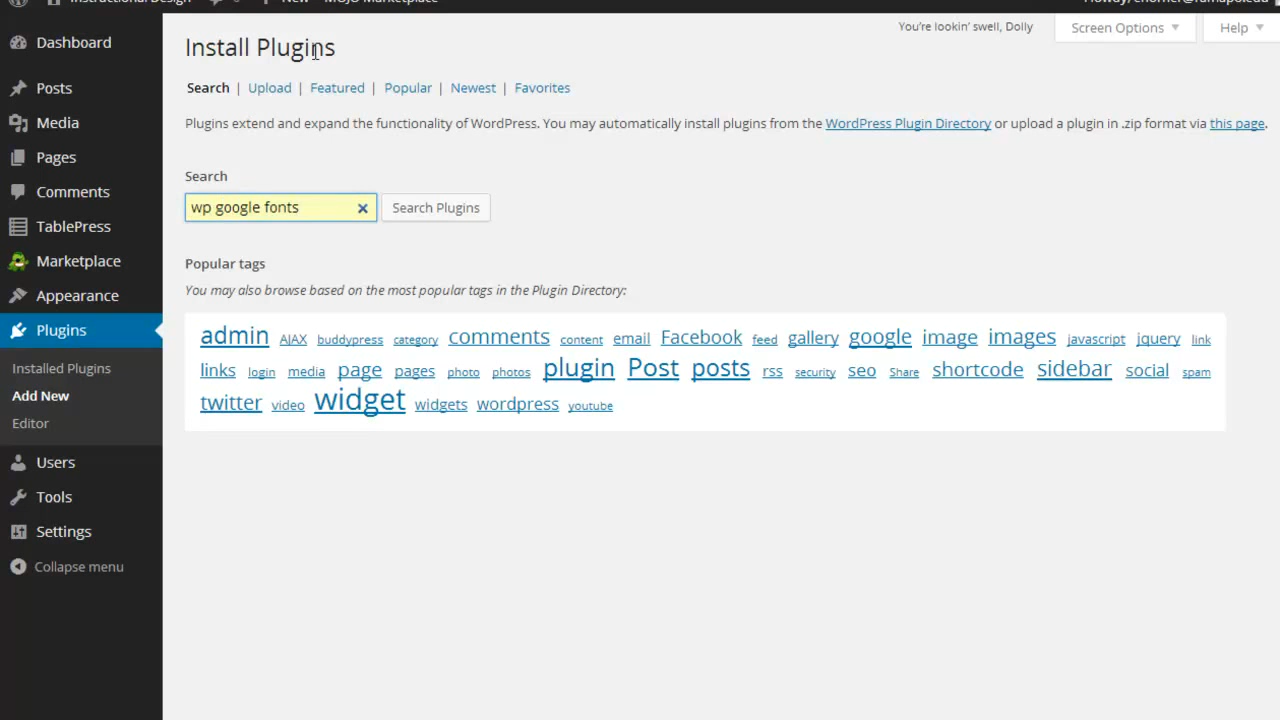 New
Dashboard
Posts
Media
Pages
Comments
TablePress
Marketplace
Appearance
Plugins
Installed Plugins
Add New
Editor
Users
Tools
Settings
Collapse menu
You're lookin' swell, Dolly
Screen Options
Help
Install Plugins
Search | Upload | Featured | Popular | Newest | Favorites
Plugins extend and expand the functionality of WordPress. You may automatically install plugins from the WordPress Plugin Directory or upload a plugin in .zip format via this page.
Search
wp google fonts
Search Plugins
Popular tags
You may also browse based on the most popular tags in the Plugin Directory:
admin AJAX buddypress category comments content email Facebook feed gallery google image images javascript jquery link
links login media page pages photo photos plugin Post posts rss security seo Share shortcode sidebar social spam
twitter video widget widgets wordpress youtube